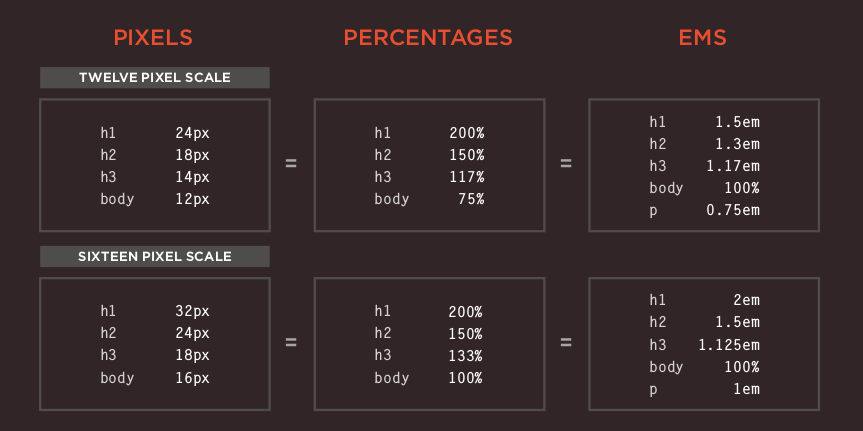 PIXELS PERCENTAGES EMS
TWELVE PIXEL SCALE
h1 24px
h2 18px
h3 14px
body 12px
=
h1 200%
h2 150%
h3 117%
body 75%
=
h1 1.5em
h2 1.3em
h3 1.17em
body 100%
p 0.75em
SIXTEEN PIXEL SCALE
h1 32px
h2 24px
h3 18px
body 16px
=
h1 200%
h2 150%
h3 133%
body 100%
=
h1 2em
h2 1.5em
h3 1.125em
body 100%
p 1em